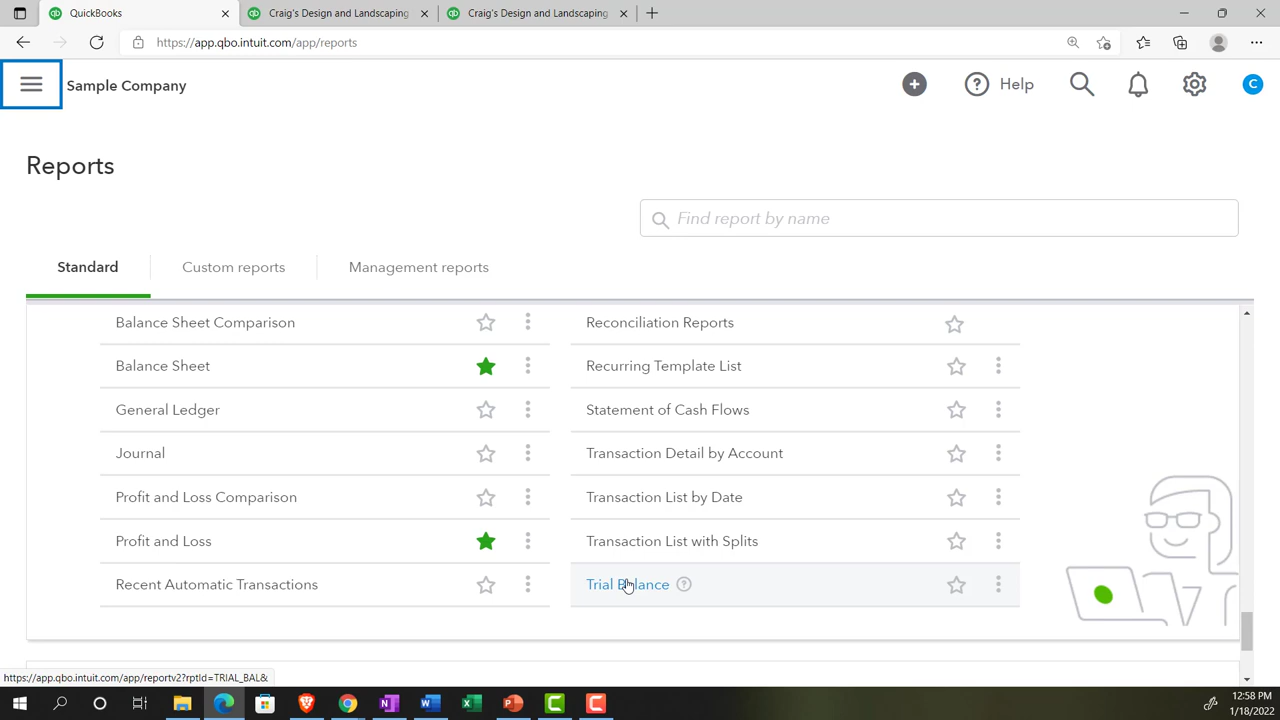 QuickBooks
Craig's Design and Landscaping
Craig's Design and Landscaping
https://app.qbo.intuit.com/app/reports
Sample Company
Help
C
Reports
Find report by name
Standard
Custom reports
Management reports
Balance Sheet Comparison
Reconciliation Reports
Balance Sheet
Recurring Template List
General Ledger
Statement of Cash Flows
Journal
Transaction Detail by Account
Profit and Loss Comparison
Transaction List by Date
Profit and Loss
Transaction List with Splits
Recent Automatic Transactions
Trial Balance
https://app.qbo.intuit.com/app/reportv2?rptId=TRIAL_BAL&
12:58 PM
1/18/2022